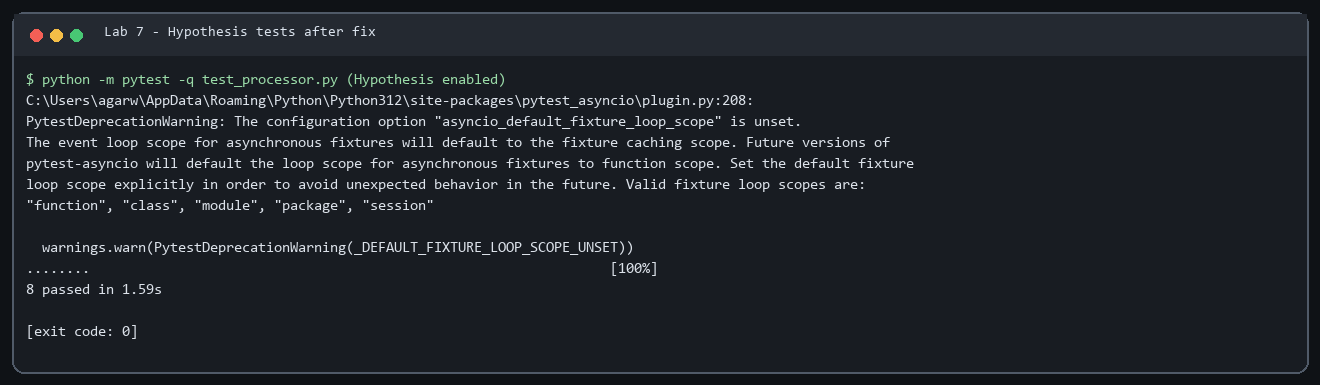 Lab 7 - Hypothesis tests after fix
$ python -m pytest -q test_processor.py (Hypothesis enabled)
C:\Users\agarw\AppData\Roaming\Python\Python312\site-packages\pytest_asyncio\plugin.py:208:
PytestDeprecationWarning: The configuration option "asyncio_default_fixture_loop_scope" is unset.
The event loop scope for asynchronous fixtures will default to the fixture caching scope. Future versions of
pytest-asyncio will default the loop scope for asynchronous fixtures to function scope. Set the default fixture
loop scope explicitly in order to avoid unexpected behavior in the future. Valid fixture loop scopes are:
"function", "class", "module", "package", "session"
  warnings.warn(PytestDeprecationWarning(_DEFAULT_FIXTURE_LOOP_SCOPE_UNSET))
........                                                                 [100%]
8 passed in 1.59s
[exit code: 0]